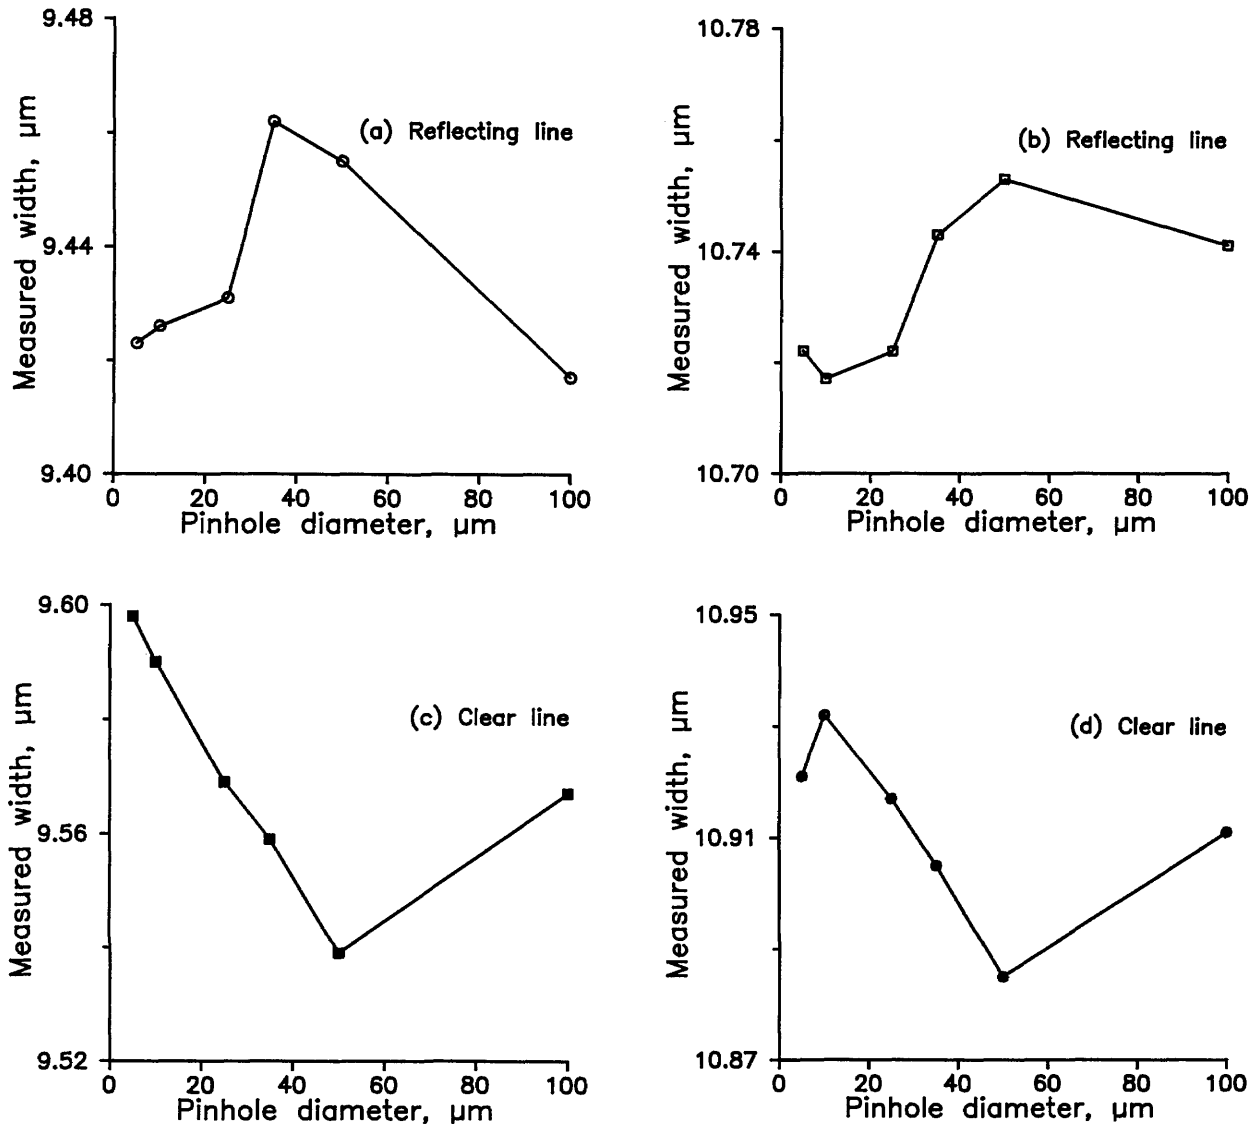 9.48
9.44
9.40
Measured width, µm
(a) Reflecting line
0 20 40 60 80 100
Pinhole diameter, µm
10.78
10.74
10.70
Measured width, µm
(b) Reflecting line
0 20 40 60 80 100
Pinhole diameter, µm
9.60
9.56
9.52
Measured width, µm
(c) Clear line
0 20 40 60 80 100
Pinhole diameter, µm
10.95
10.91
10.87
Measured width, µm
(d) Clear line
0 20 40 60 80 100
Pinhole diameter, µm